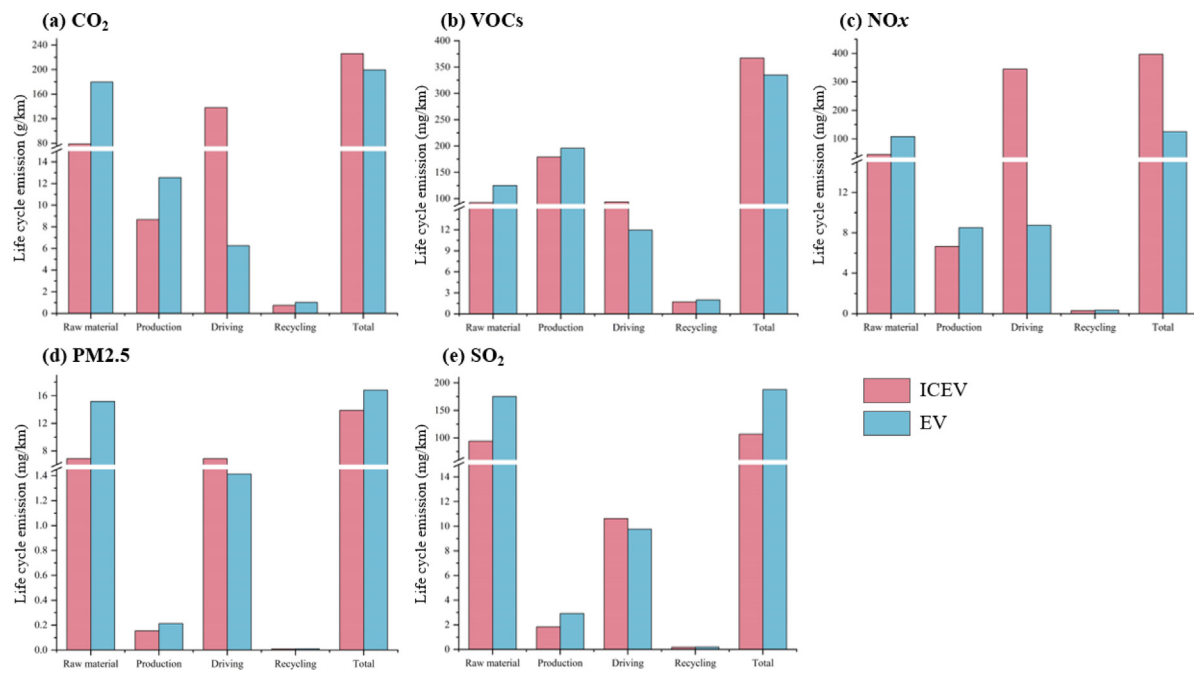 (a) CO₂
Life cycle emission (g/km)
240
200
160
120
80
14
12
10
8
6
4
2
0
Raw material
Production
Driving
Recycling
Total
(b) VOCs
Life cycle emission (mg/km)
400
350
300
250
200
150
100
12
9
6
3
0
Raw material
Production
Driving
Recycling
Total
(c) NOx
Life cycle emission (mg/km)
400
300
200
100
12
8
4
0
Raw material
Production
Driving
Recycling
Total
(d) PM2.5
Life cycle emission (mg/km)
16
12
8
1.4
1.2
1.0
0.8
0.6
0.4
0.2
0.0
Raw material
Production
Driving
Recycling
Total
(e) SO₂
Life cycle emission (mg/km)
200
150
100
14
12
10
8
6
4
2
0
Raw material
Production
Driving
Recycling
Total
ICEV
EV